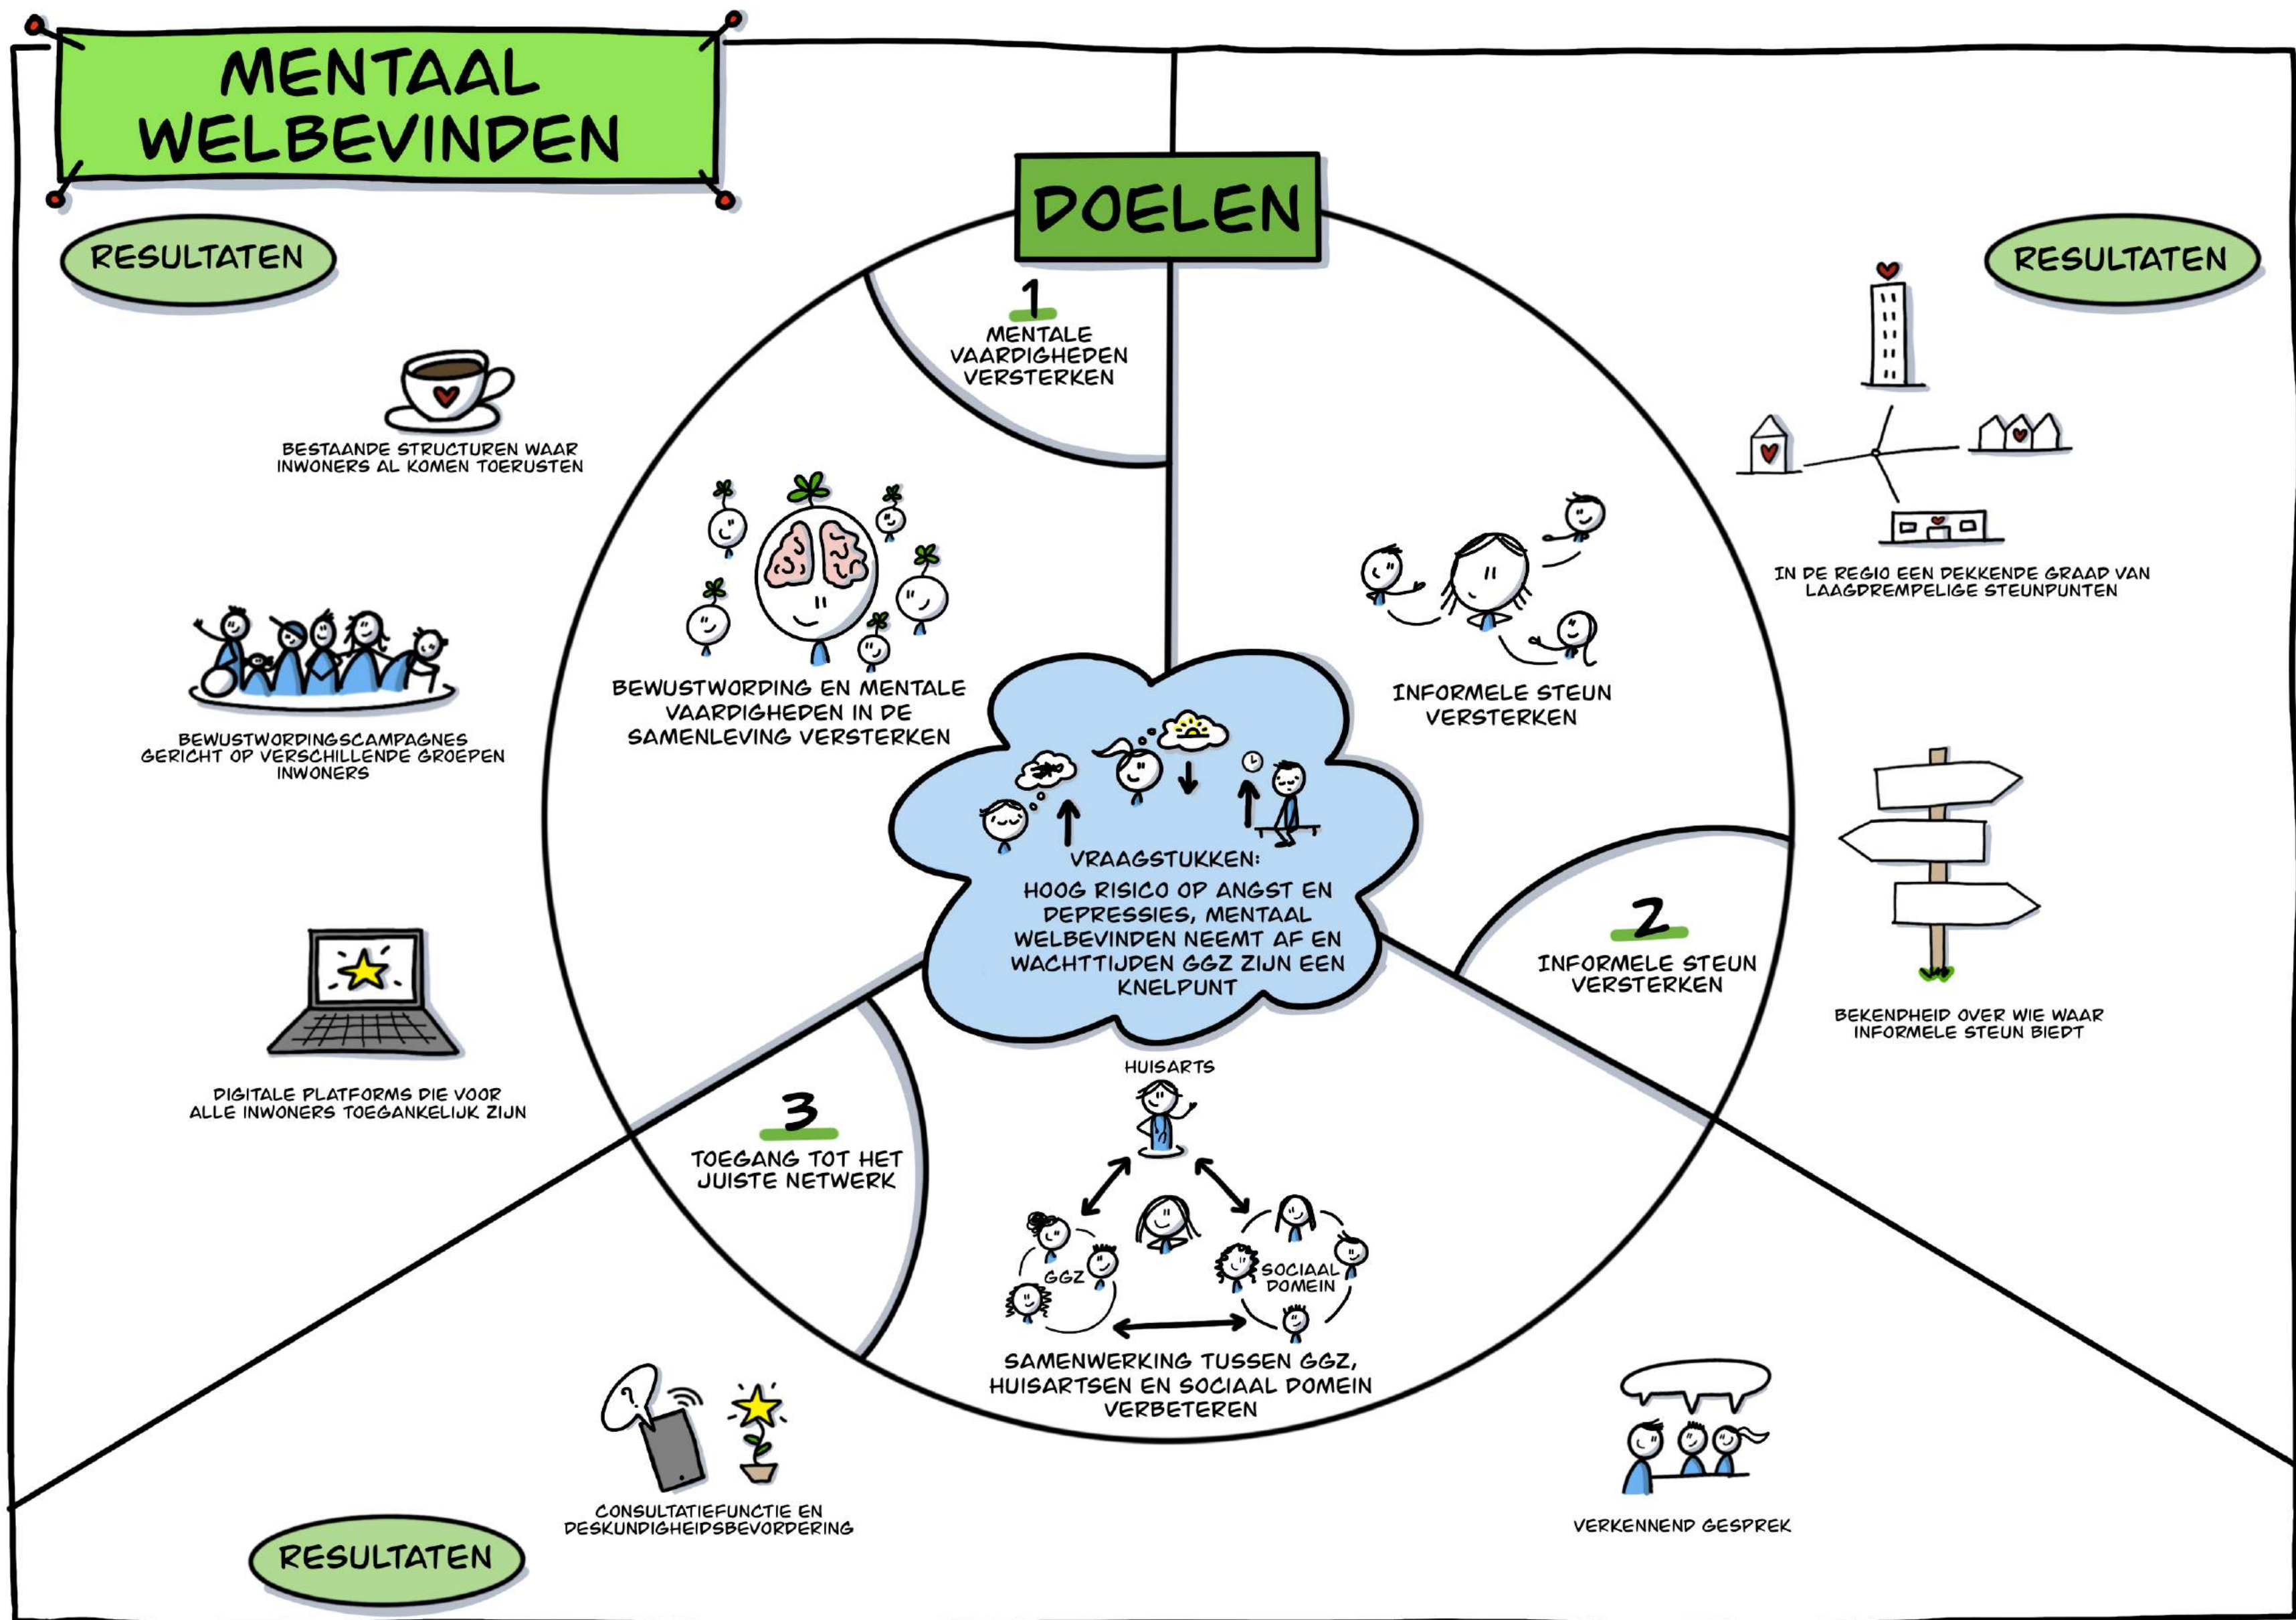 MENTAAL
WELBEVINDEN
DOELEN
RESULTATEN
BESTAANDE STRUCTUREN WAAR
INWONERS AL KOMEN TOERUSTEN
BEWUSTWORDINGSCAMPAGNES
GERICHT OP VERSCHILLENDE GROEPEN
INWONERS
DIGITALE PLATFORMS DIE VOOR
ALLE INWONERS TOEGANKELIJK ZIJN
1
MENTALE
VAARDIGHEDEN
VERSTERKEN
BEWUSTWORDING EN MENTALE
VAARDIGHEDEN IN DE
SAMENLEVING VERSTERKEN
VRAAGSTUKKEN:
HOOG RISICO OP ANGST EN
DEPRESSIES, MENTAAL
WELBEVINDEN NEEMT AF EN
WACHTTIJDEN GGZ ZIJN EEN
KNELPUNT
INFORMELE STEUN
VERSTERKEN
2
INFORMELE STEUN
VERSTERKEN
RESULTATEN
IN DE REGIO EEN DEKKENDE GRAAD VAN
LAAGDREMPELIGE STEUNPUNTEN
BEKENDHEID OVER WIE WAAR
INFORMELE STEUN BIEDT
3
TOEGANG TOT HET
JUISTE NETWERK
HUISARTS
GGZ
SOCIAAL
DOMEIN
SAMENWERKING TUSSEN GGZ,
HUISARTSEN EN SOCIAAL DOMEIN
VERBETEREN
?
CONSULTATIEFUNCTIE EN
DESKUNDIGHEIDSBEVORDERING
VERKENNEND GESPREK
RESULTATEN